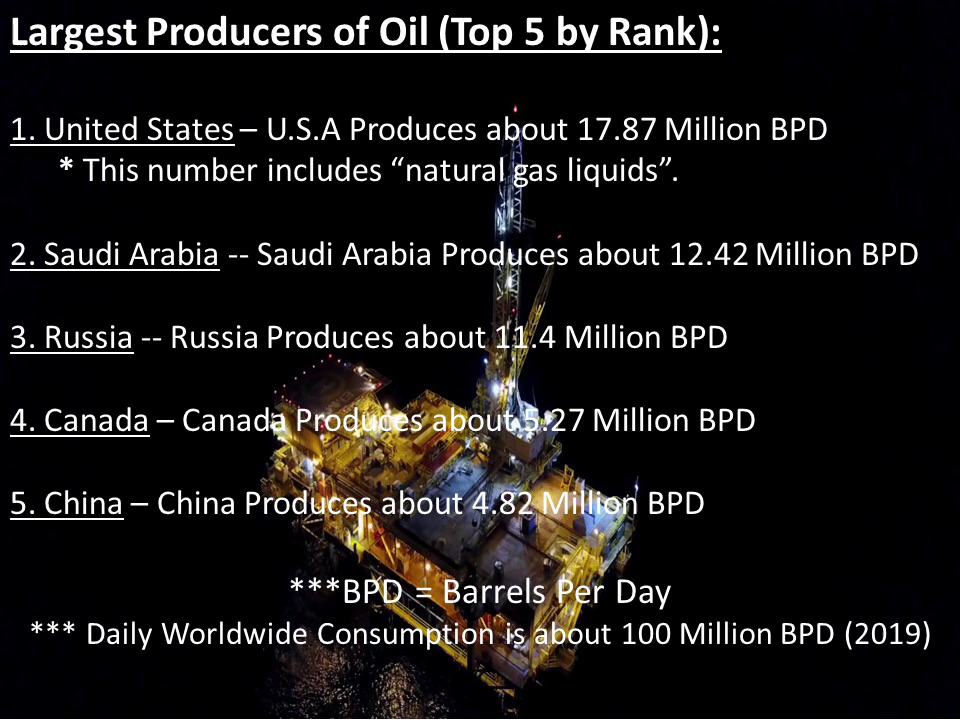 Largest Producers of Oil (Top 5 by Rank):
1. United States – U.S.A Produces about 17.87 Million BPD
* This number includes “natural gas liquids”.
2. Saudi Arabia -- Saudi Arabia Produces about 12.42 Million BPD
3. Russia -- Russia Produces about 11.4 Million BPD
4. Canada – Canada Produces about 5.27 Million BPD
5. China – China Produces about 4.82 Million BPD
***BPD = Barrels Per Day
*** Daily Worldwide Consumption is about 100 Million BPD (2019)